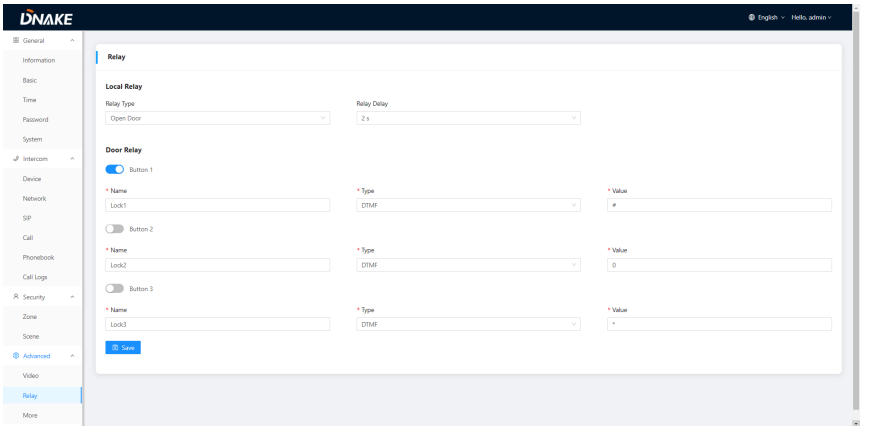 DNAKE
English
Hello, admin
General
Information
Basic
Time
Password
System
Intercom
Device
Network
SIP
Call
Phonebook
Call Logs
Security
Zone
Scene
Advanced
Video
Relay
More
Relay
Local Relay
Relay Type Relay Delay
Open Door 2 s
Door Relay
Button 1
* Name * Type * Value
Lock1 DTMF #
Button 2
* Name * Type * Value
Lock2 DTMF 0
Button 3
* Name * Type * Value
Lock3 DTMF *
Save